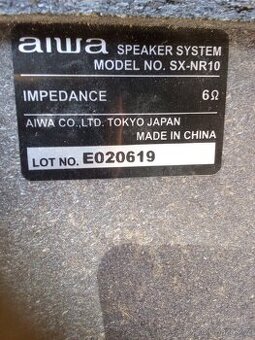 aiwa SPEAKER SYSTEM
MODEL NO. SX-NR10
IMPEDANCE 6Ω
AIWA CO.,LTD. TOKYO JAPAN
MADE IN CHINA
LOT NO. E020619